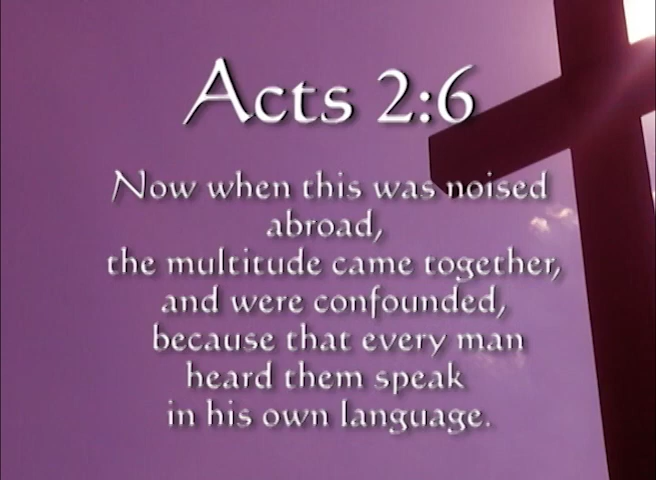 Acts 2:6
Now when this was noised
abroad,
the multitude came together,
and were confounded,
because that every man
heard them speak
in his own language.